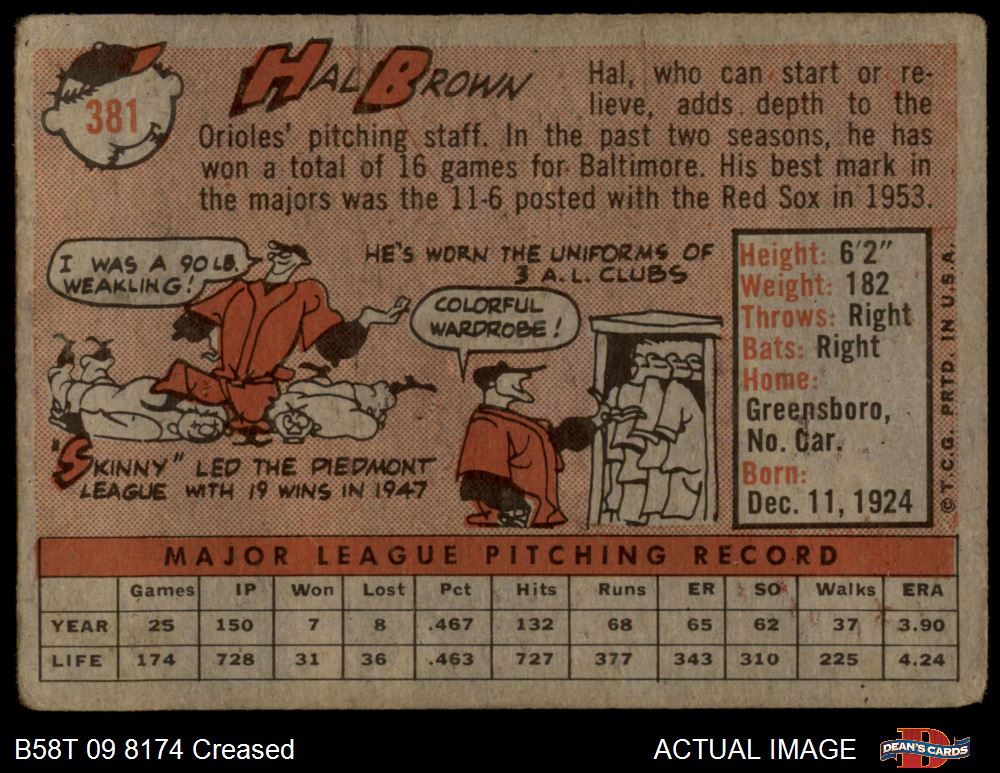 381
HAL BROWN
Hal, who can start or re-
lieve, adds depth to the
Orioles' pitching staff. In the past two seasons, he has
won a total of 16 games for Baltimore. His best mark in
the majors was the 11-6 posted with the Red Sox in 1953.
I WAS A 90 LB.
WEAKLING!
"SKINNY" LED THE PIEDMONT
LEAGUE WITH 19 WINS IN 1947
HE'S WORN THE UNIFORMS OF
3 A.L. CLUBS
COLORFUL
WARDROBE!
Height: 6'2"
Weight: 182
Throws: Right
Bats: Right
Home:
Greensboro,
No. Car.
Born:
Dec. 11, 1924
© T.C.G. PRTD. IN U.S.A.
MAJOR LEAGUE PITCHING RECORD
Games IP Won Lost Pct Hits Runs ER SO Walks ERA
YEAR 25 150 7 8 .467 132 68 65 62 37 3.90
LIFE 174 728 31 36 .463 727 377 343 310 225 4.24
B58T 09 8174 Creased
ACTUAL IMAGE
DEAN'S CARDS